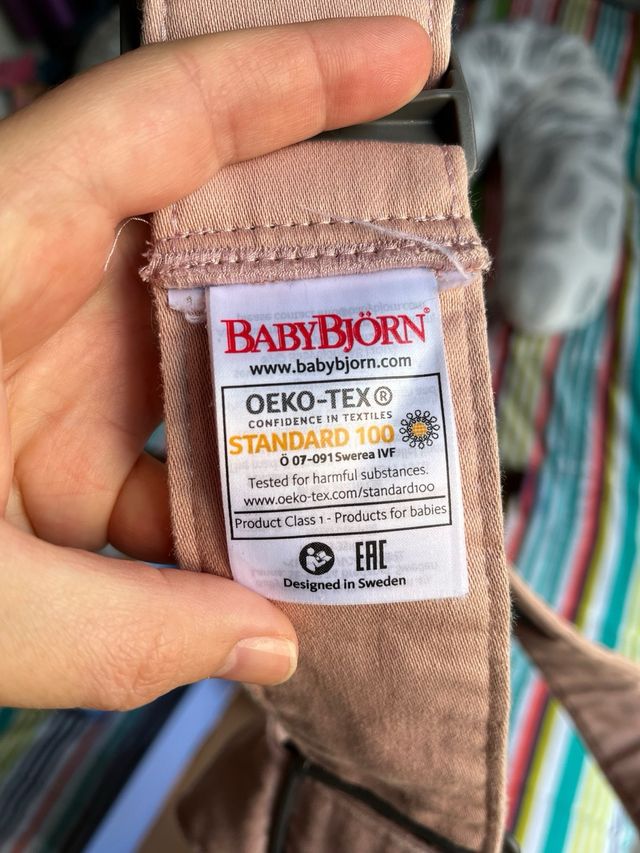 BABYBJÖRN®
www.babybjorn.com
OEKO-TEX®
CONFIDENCE IN TEXTILES
STANDARD 100
Ö 07-091 Swerea IVF
Tested for harmful substances.
www.oeko-tex.com/standard100
Product Class 1 - Products for babies
EAC
Designed in Sweden